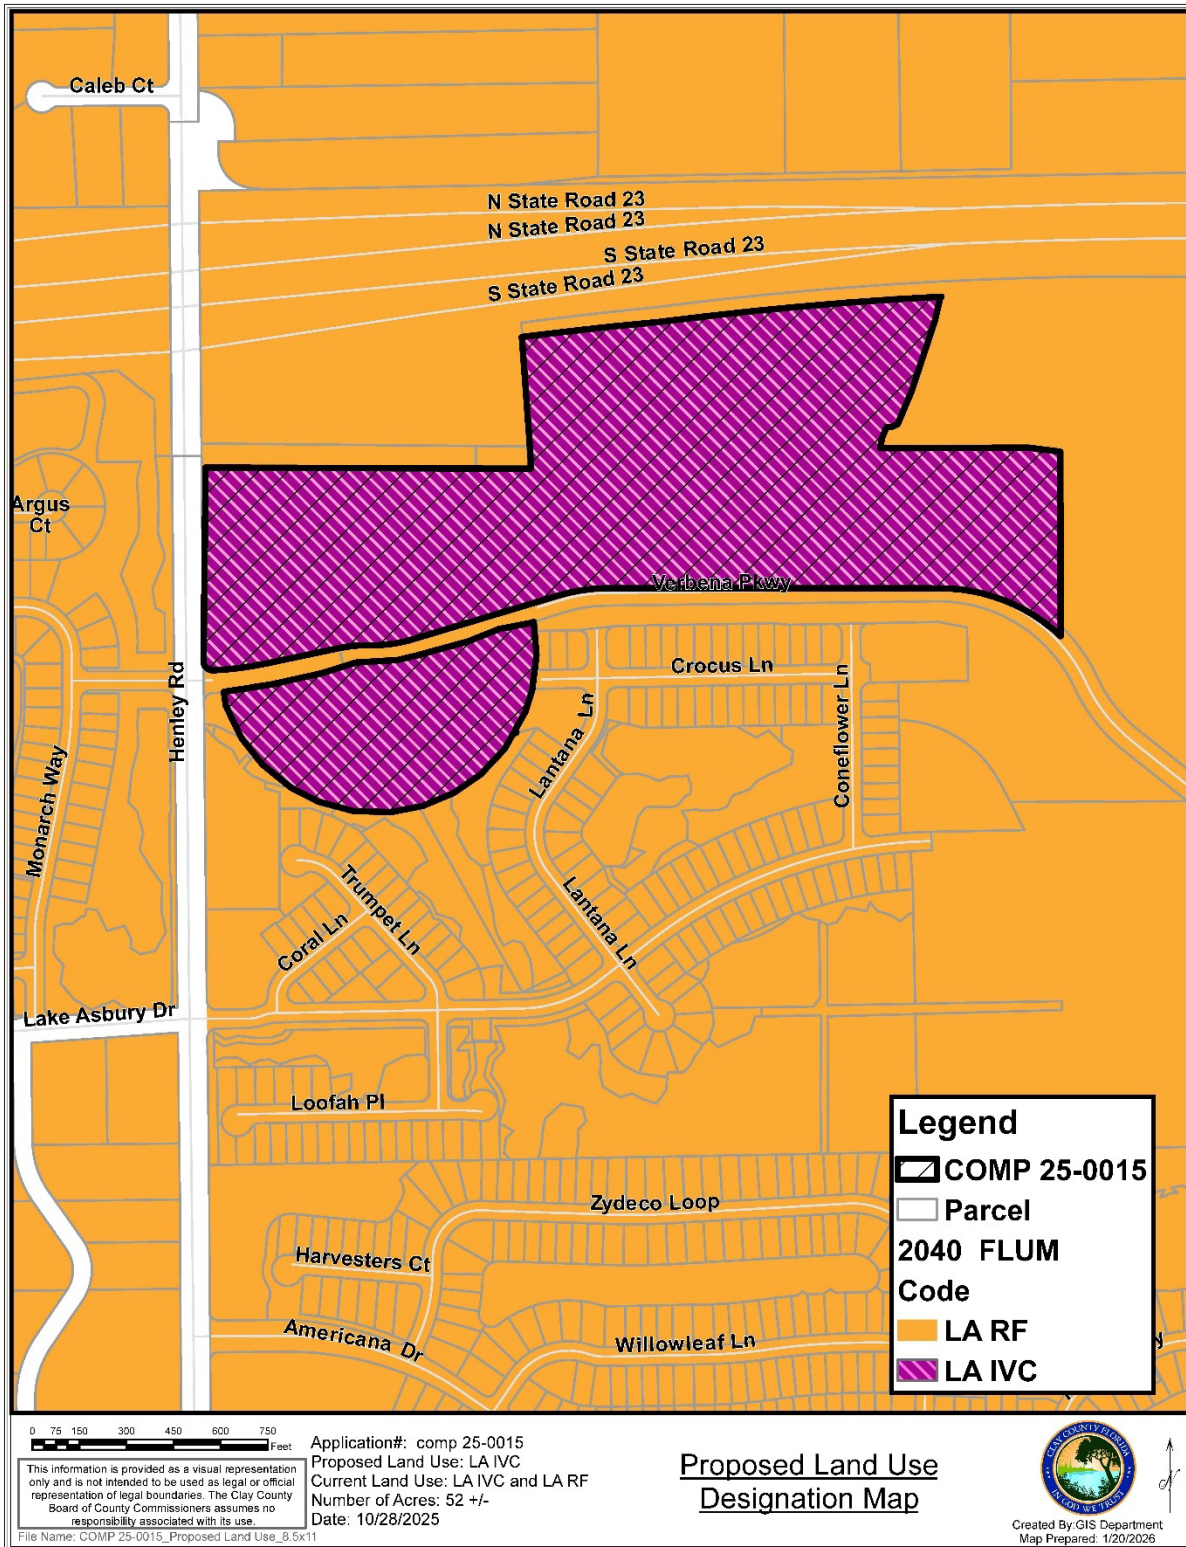 Caleb Ct
N State Road 23
N State Road 23
S State Road 23
S State Road 23
Argus
Ct
Verbena Pkwy
Henley Rd
Crocus Ln
Monarch Way
Lantana Ln
Coneflower Ln
Trumpet Ln
Coral Ln
Lantana Ln
Lake Asbury Dr
Loofah Pl
Zydeco Loop
Harvesters Ct
Americana Dr
Willowleaf Ln
Legend
COMP 25-0015
Parcel
2040 FLUM
Code
LA RF
LA IVC
0 75 150 300 450 600 750
Feet
This information is provided as a visual representation
only and is not intended to be used as legal or official
representation of legal boundaries. The Clay County
Board of County Commissioners assumes no
responsibility associated with its use.
File Name: COMP 25-0015_Proposed Land Use_8.5x11
Application#: comp 25-0015
Proposed Land Use: LA IVC
Current Land Use: LA IVC and LA RF
Number of Acres: 52 +/-
Date: 10/28/2025
Proposed Land Use
Designation Map
CLAY COUNTY FLORIDA
IN GOD WE TRUST
N
Created By:GIS Department
Map Prepared: 1/20/2026